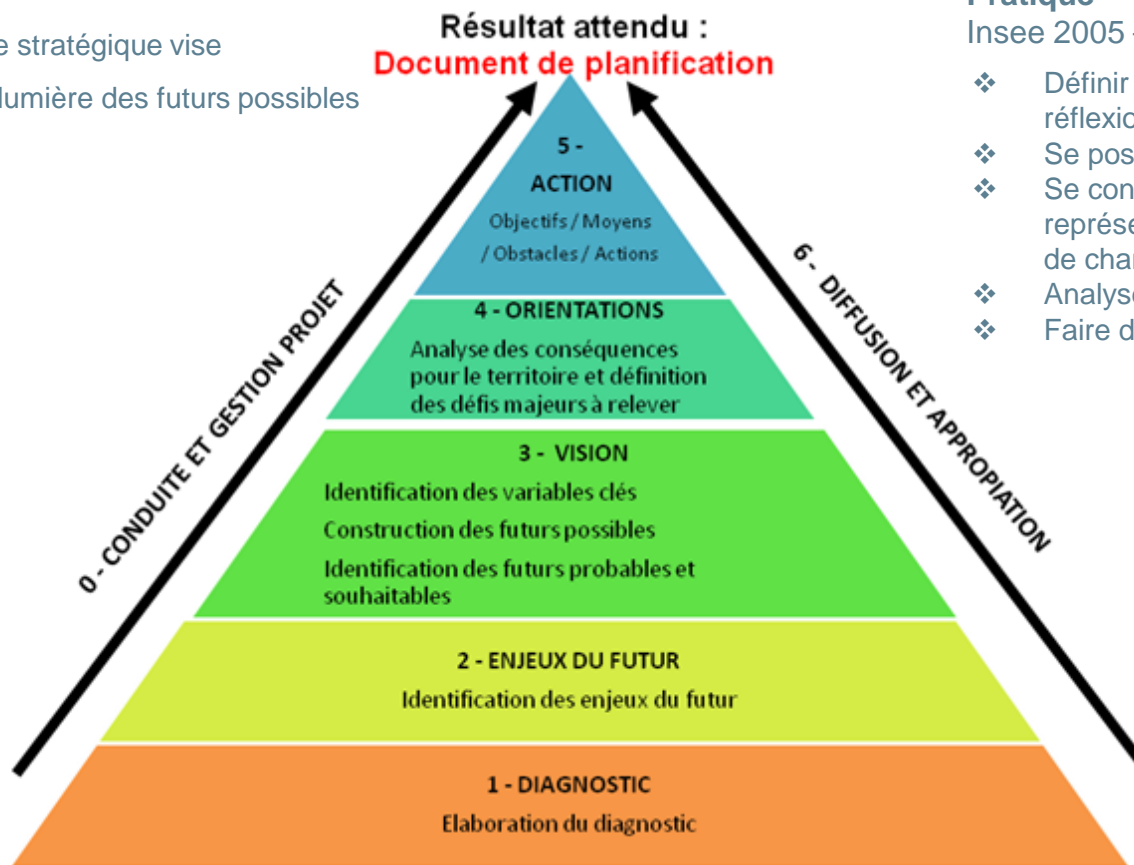 e stratégique vise
lumière des futurs possibles
Résultat attendu :
Document de planification
Pratique
Insee 2005
❖ Définir
réflexio
❖ Se pos
❖ Se con
représe
de char
❖ Analyse
❖ Faire d
5 -
ACTION
Objectifs / Moyens
/ Obstacles / Actions
4 - ORIENTATIONS
Analyse des conséquences
pour le territoire et définition
des défis majeurs à relever
3 - VISION
Identification des variables clés
Construction des futurs possibles
Identification des futurs probables et
souhaitables
2 - ENJEUX DU FUTUR
Identification des enjeux du futur
1 - DIAGNOSTIC
Elaboration du diagnostic
0 - CONDUITE ET GESTION PROJET
6 - DIFFUSION ET APPROPIATION